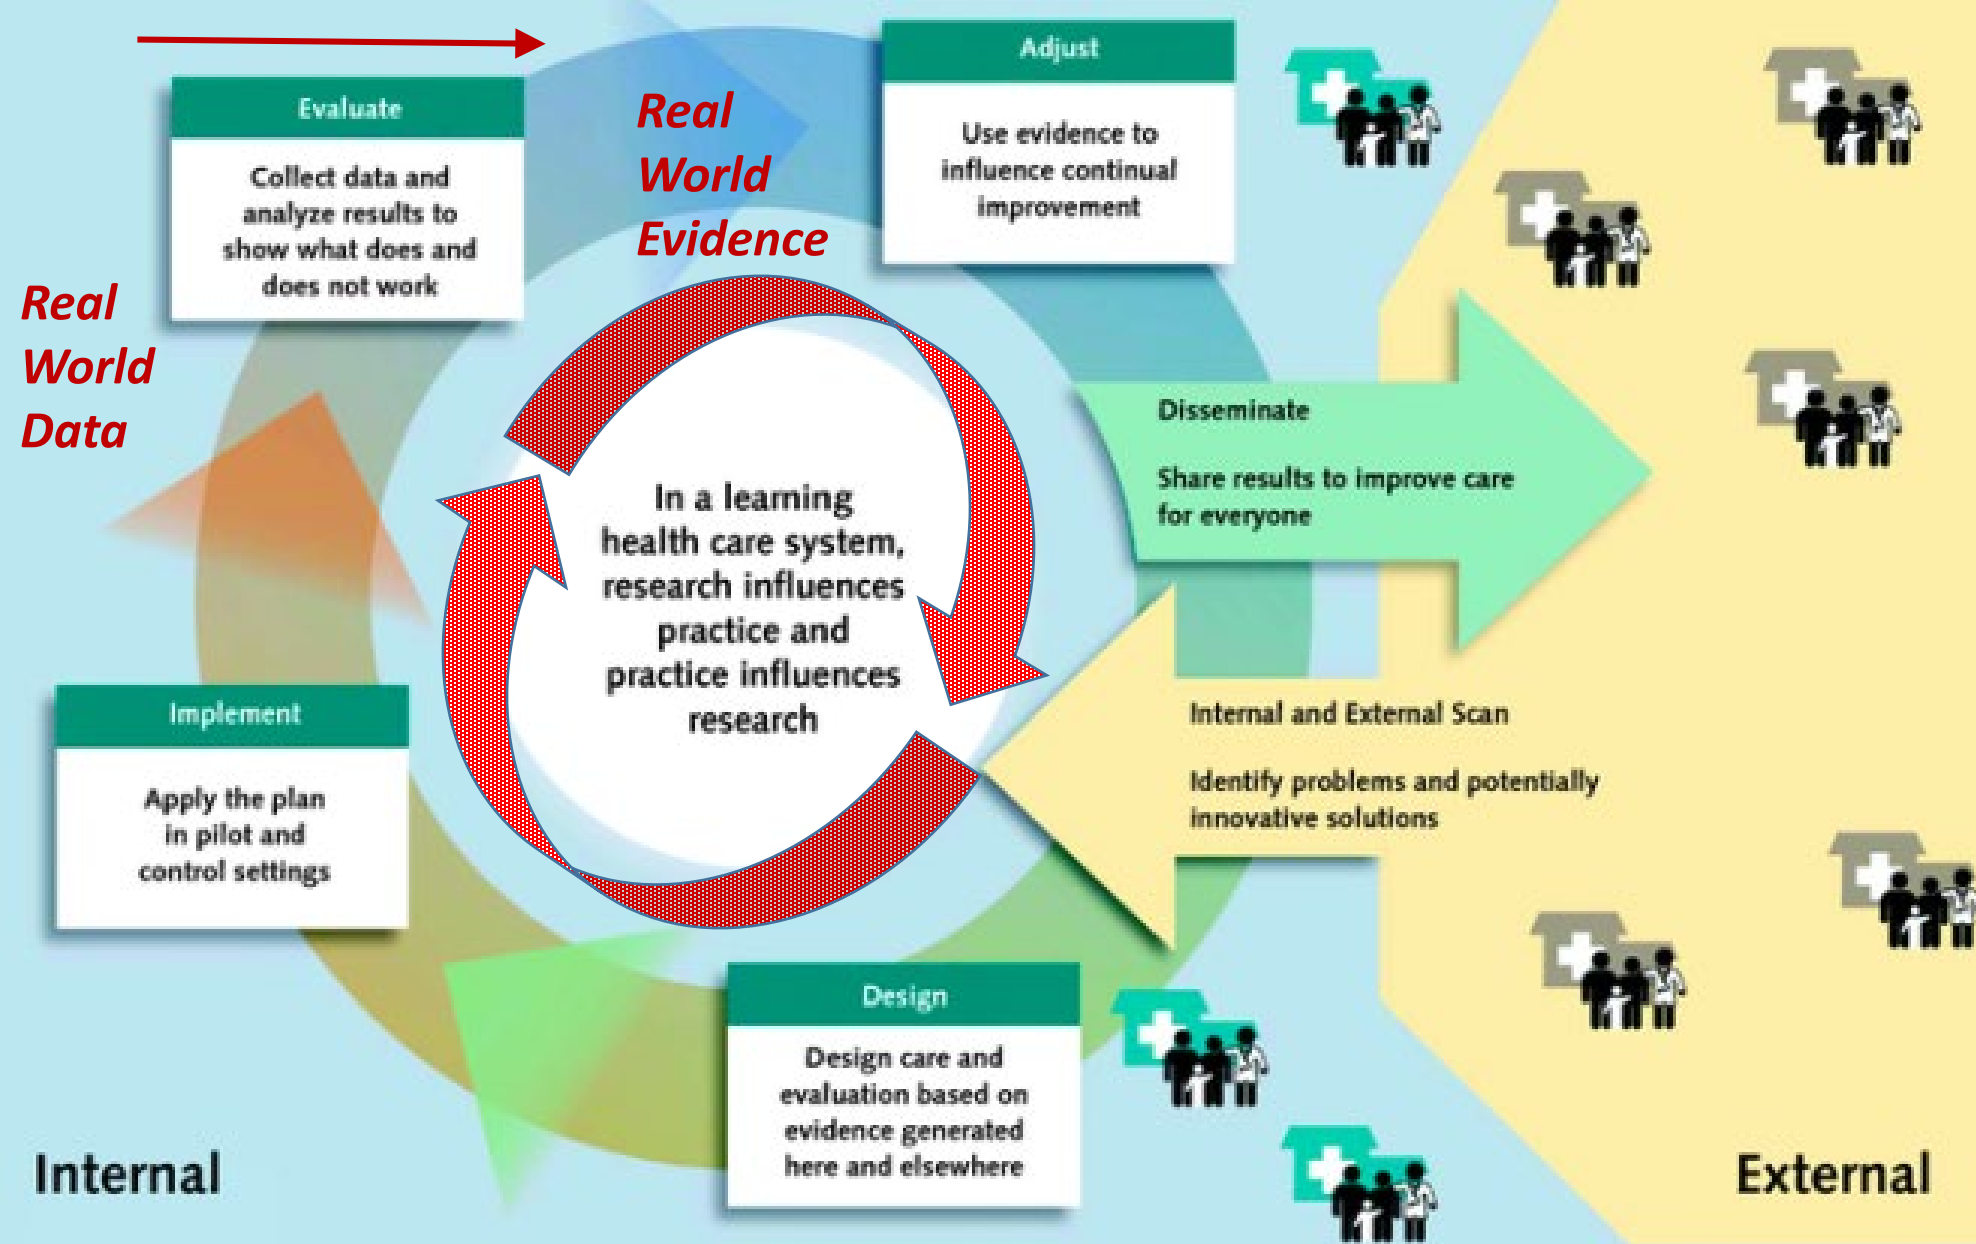 Evaluate
Collect data and
analyze results to
show what does and
does not work
Real
World
Evidence
Adjust
Use evidence to
influence continual
improvement
Real
World
Data
Disseminate
Share results to improve care
for everyone
In a learning
health care system,
research influences
practice and
practice influences
research
Implement
Apply the plan
in pilot and
control settings
Internal and External Scan
Identify problems and potentially
innovative solutions
Design
Design care and
evaluation based on
evidence generated
here and elsewhere
Internal
External